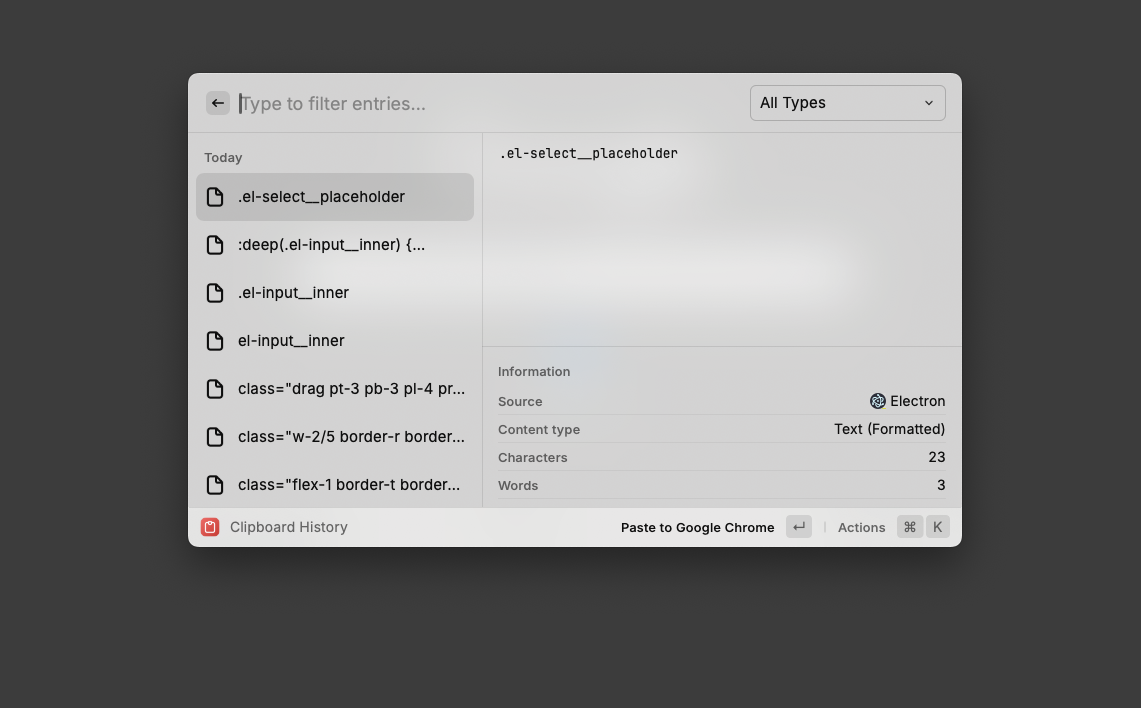 Type to filter entries...
All Types
Today
.el-select__placeholder
:deep(.el-input__inner) {...
.el-input__inner
el-input__inner
class="drag pt-3 pb-3 pl-4 pr...
class="w-2/5 border-r border...
class="flex-1 border-t border...
.el-select__placeholder
Information
Source Electron
Content type Text (Formatted)
Characters 23
Words 3
Clipboard History
Paste to Google Chrome ↵
Actions ⌘ K